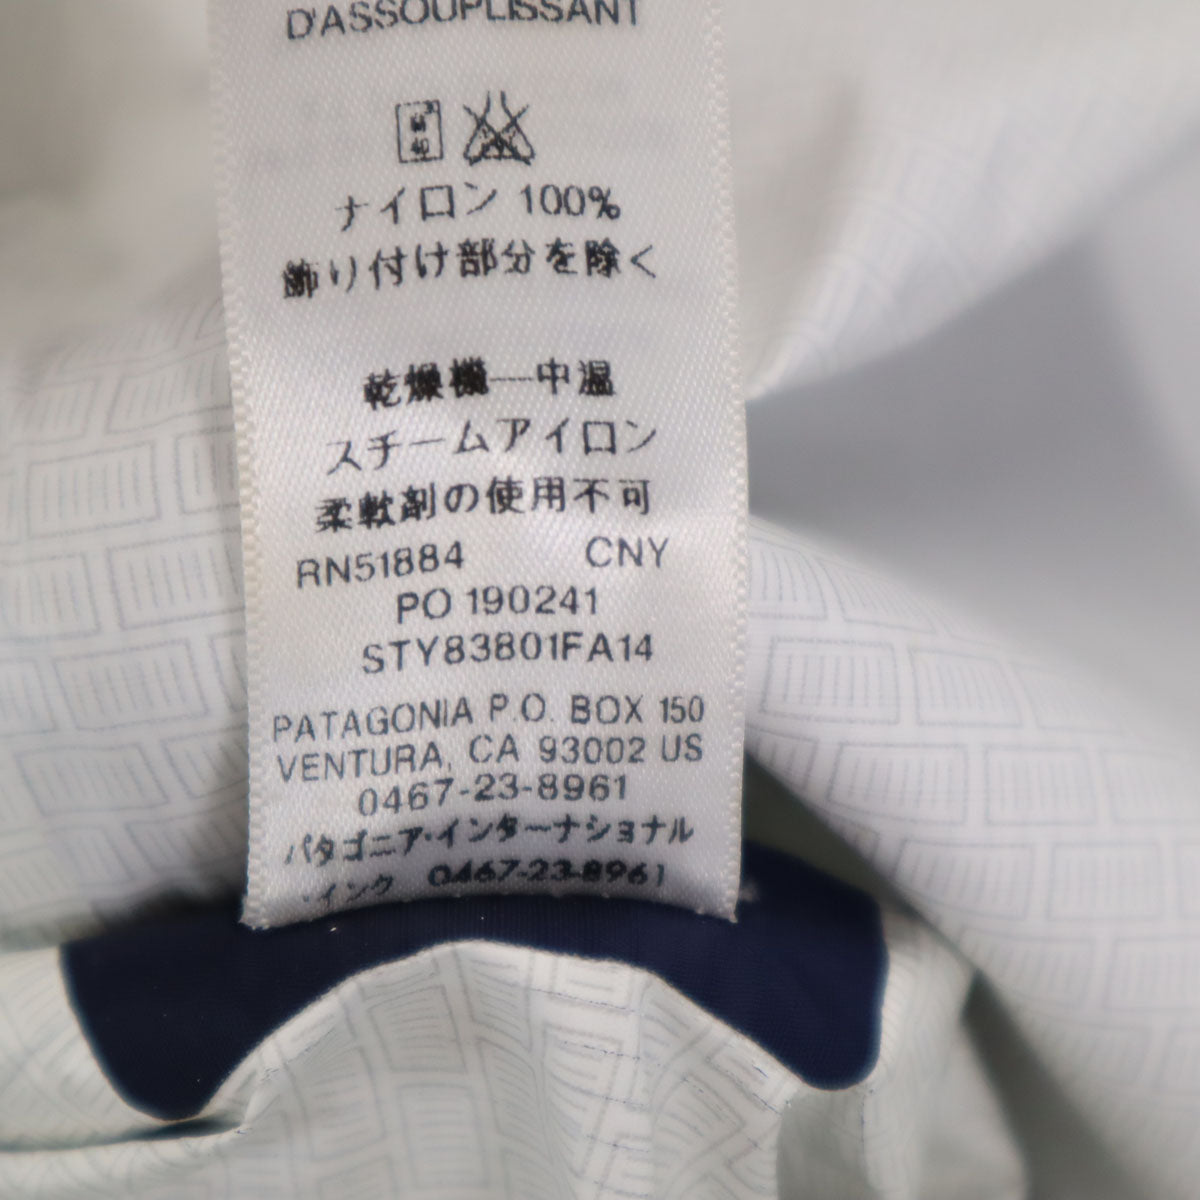 D'ASSOUPLISSANT
40
ナイロン 100%
飾り付け部分を除く
乾燥機―中温
スチームアイロン
柔軟剤の使用不可
RN51884 CNY
PO 190241
STY83801FA14
PATAGONIA P.O. BOX 150
VENTURA, CA 93002 US
0467-23-8961
パタゴニア·インターナショナル
·インク 0467-23-8961